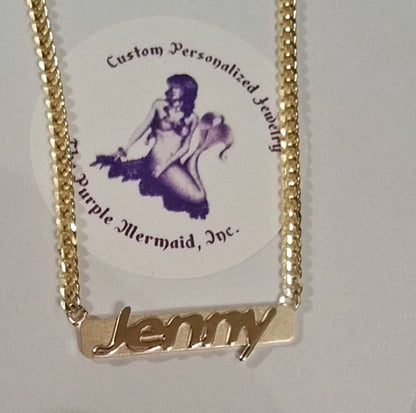 Custom Personalized Jewelry
The Purple Mermaid, Inc.
Jenny